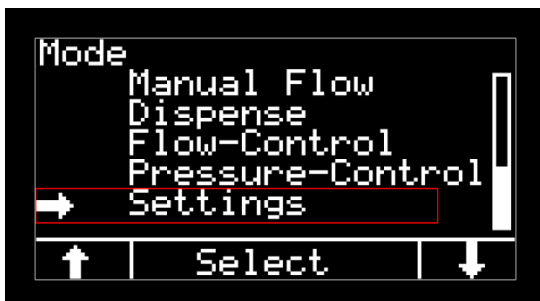 Mode
Manual Flow
Dispense
Flow-Control
Pressure-Control
Settings
Select